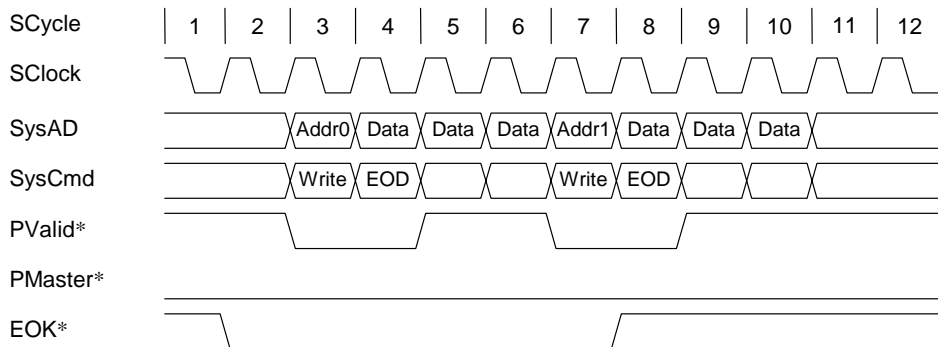 SCycle 1 2 3 4 5 6 7 8 9 10 11 12
SClock
SysAD Addr0 Data Data Data Addr1 Data Data Data
SysCmd Write EOD Write EOD
PValid*
PMaster*
EOK*